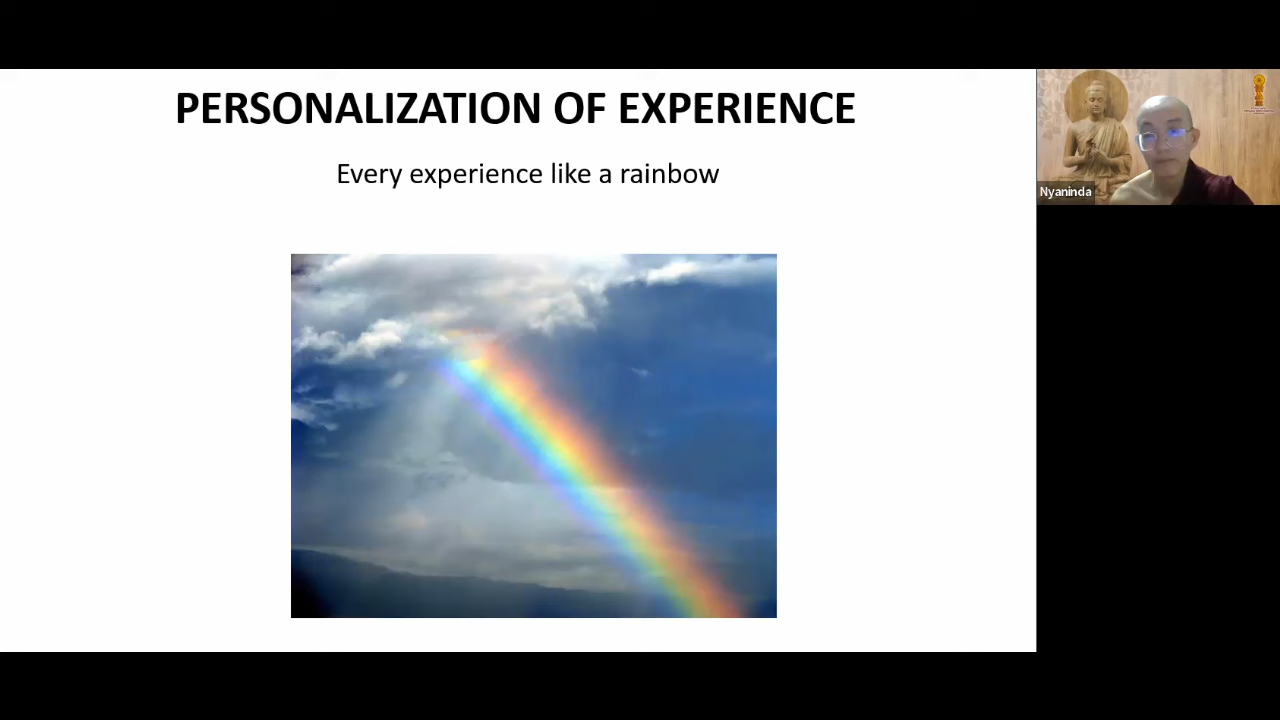 PERSONALIZATION OF EXPERIENCE
Every experience like a rainbow
Nyaninda